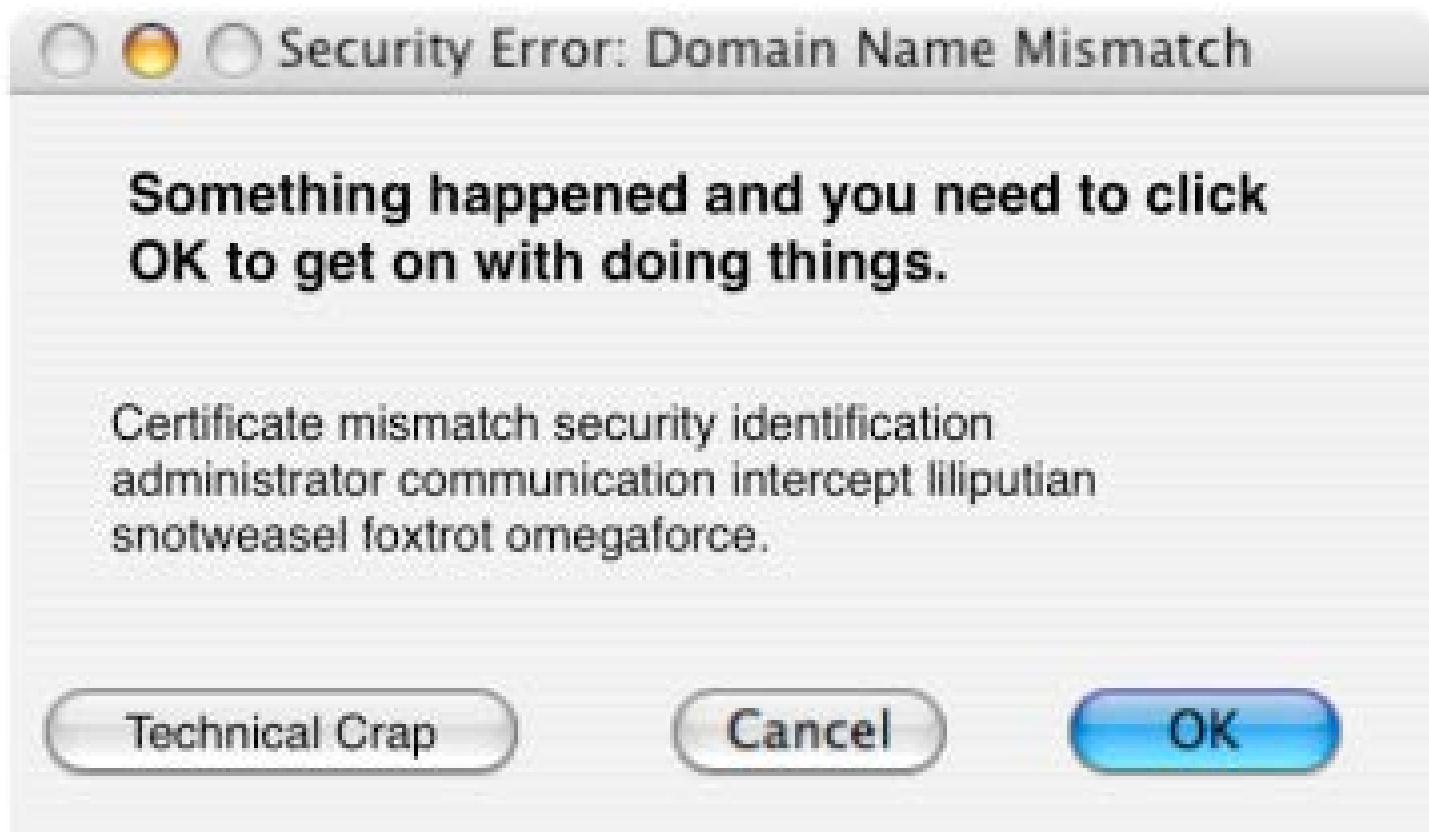 Security Error: Domain Name Mismatch
Something happened and you need to click
OK to get on with doing things.
Certificate mismatch security identification
administrator communication intercept liliputian
snotweasel foxtrot omegaforce.
Technical Crap Cancel OK